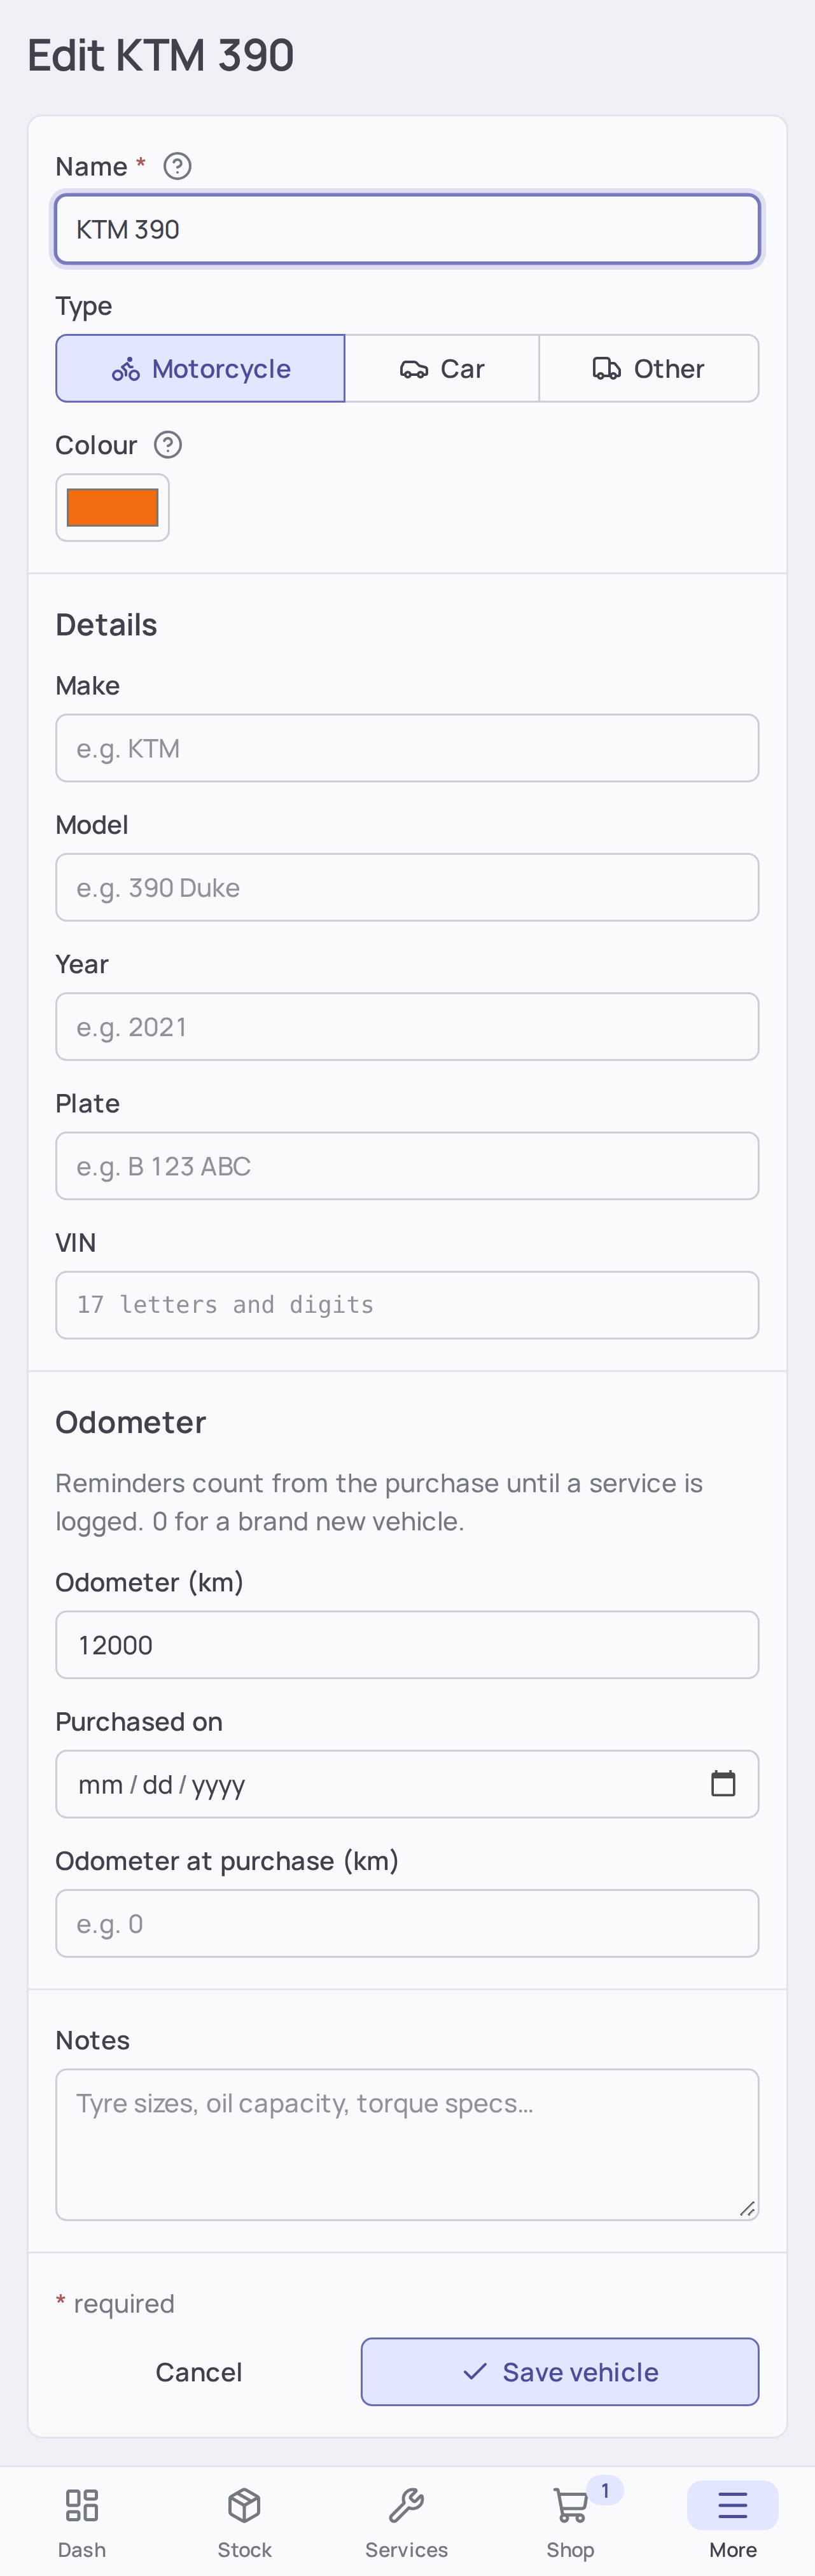 Edit KTM 390
Name *
KTM 390
Type
Motorcycle
Car
Other
Colour
Details
Make
e.g. KTM
Model
e.g. 390 Duke
Year
e.g. 2021
Plate
e.g. B 123 ABC
VIN
17 letters and digits
Odometer
Reminders count from the purchase until a service is
logged. 0 for a brand new vehicle.
Odometer (km)
12000
Purchased on
mm / dd / yyyy
Odometer at purchase (km)
e.g. 0
Notes
Tyre sizes, oil capacity, torque specs…
* required
Cancel
Save vehicle
1
Dash
Stock
Services
Shop
More